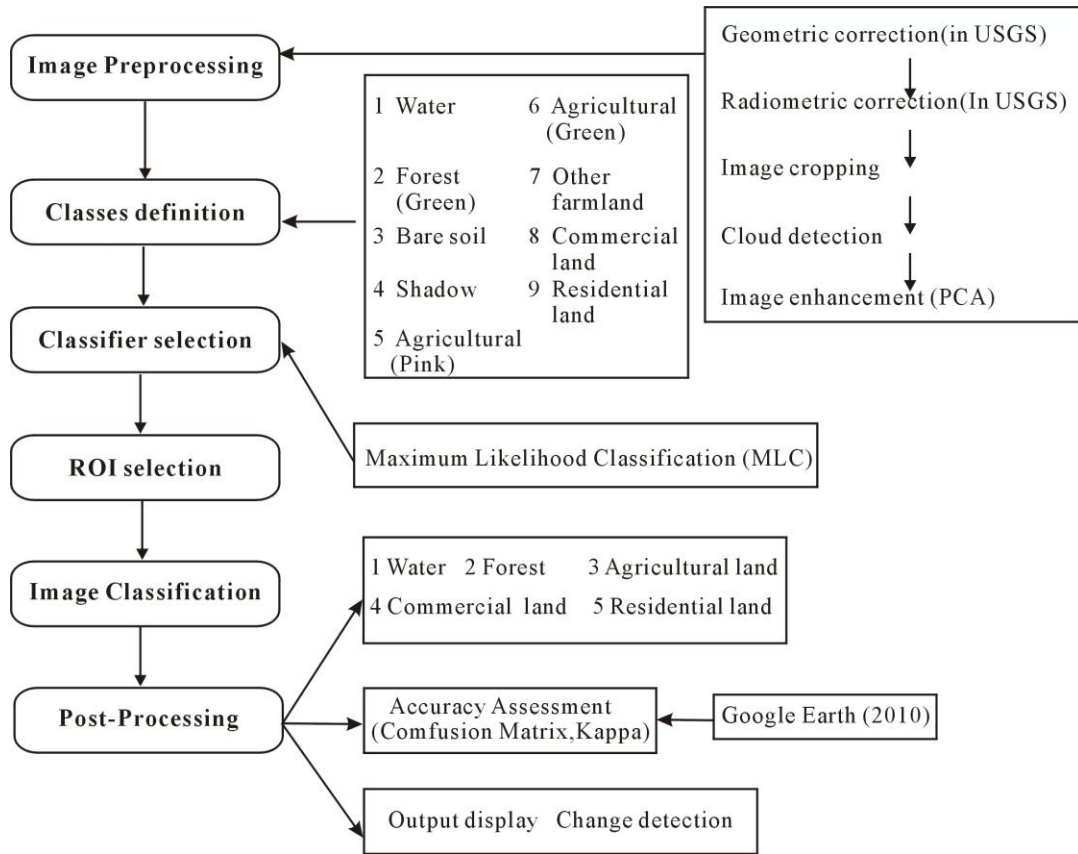 Image Preprocessing
Classes definition
Classifier selection
ROI selection
Image Classification
Post-Processing
Geometric correction(in USGS)
Radiometric correction(In USGS)
Image cropping
Cloud detection
Image enhancement (PCA)
1 Water
2 Forest
(Green)
3 Bare soil
4 Shadow
5 Agricultural
(Pink)
6 Agricultural
(Green)
7 Other
farmland
8 Commercial
land
9 Residential
land
Maximum Likelihood Classification (MLC)
1 Water 2 Forest 3 Agricultural land
4 Commercial land 5 Residential land
Accuracy Assessment
(Comfusion Matrix,Kappa)
Google Earth (2010)
Output display Change detection